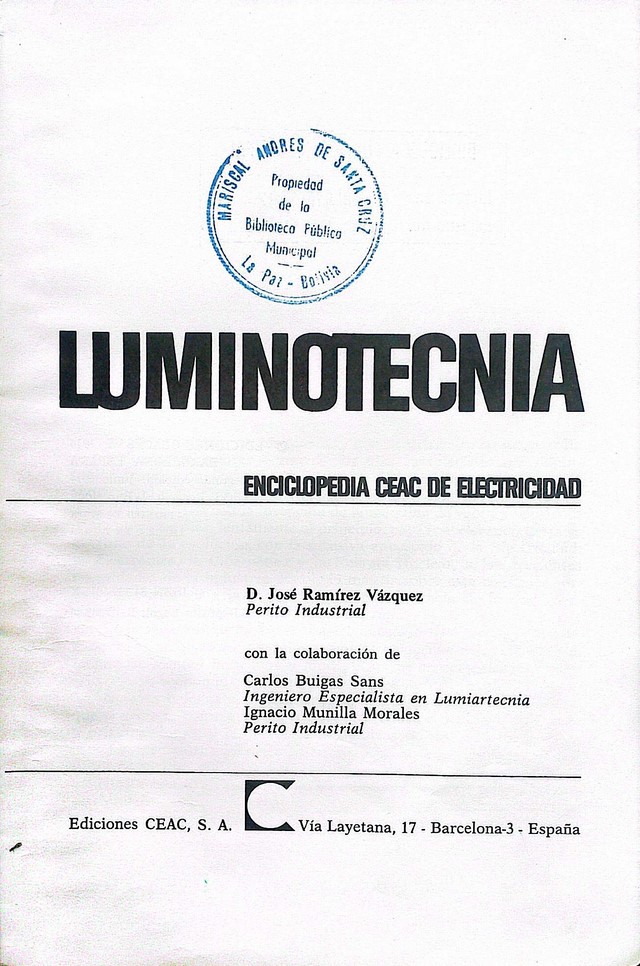 MARISCAL ANDRES DE SANTA CRUZ
Propiedad
de la
Biblioteca Pública
Municipal
La Paz - Bolivia
LUMINOTECNIA
ENCICLOPEDIA CEAC DE ELECTRICIDAD
D. José Ramírez Vázquez
Perito Industrial
con la colaboración de
Carlos Buigas Sans
Ingeniero Especialista en Lumiartecnia
Ignacio Munilla Morales
Perito Industrial
Ediciones CEAC, S. A. Vía Layetana, 17 - Barcelona-3 - España